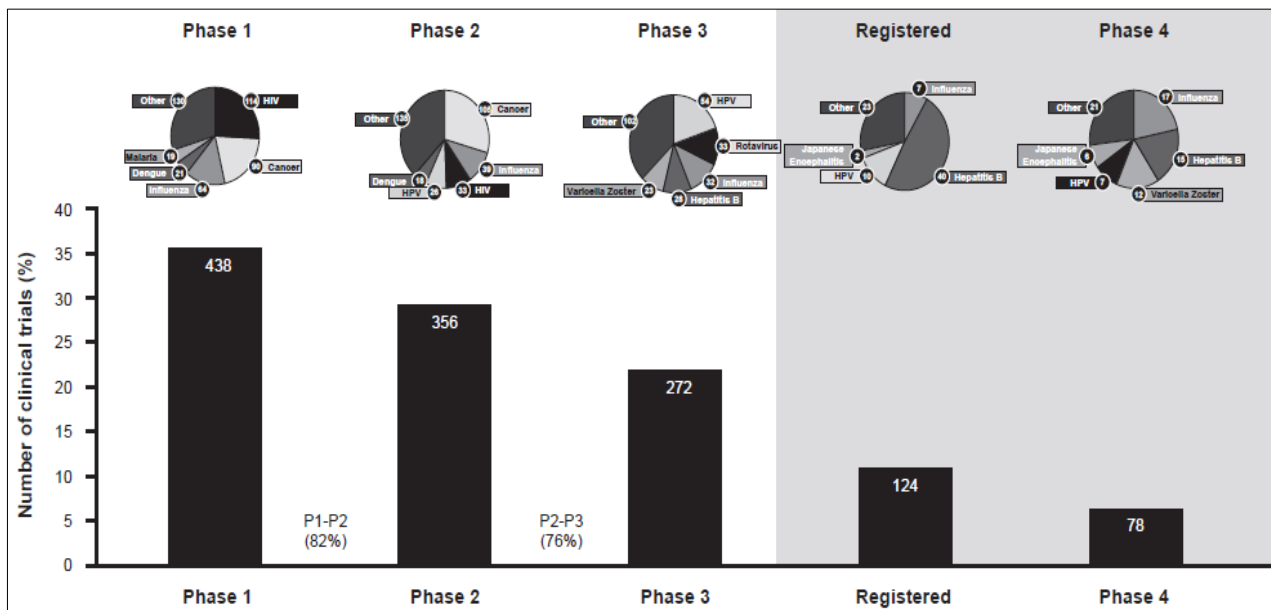 Phase 1
Phase 2
Phase 3
Registered
Phase 4
Other 130
114 HIV
Malaria 19
Dengue 21
Influenza 64
90 Cancer
Other 135
105 Cancer
39 Influenza
Dengue 18
HPV 26
33 HIV
Other 102
54 HPV
33 Rotavirus
32 Influenza
Varicella Zoster 23
28 Hepatitis B
7 Influenza
Other 23
Japanese
Encephalitis 2
HPV 10
40 Hepatitis B
Other 21
17 Influenza
Japanese
Encephalitis 6
15 Hepatitis B
HPV 7
12 Varicella Zoster
Number of clinical trials (%)
40
35
30
25
20
15
10
5
0
438
356
272
124
78
P1-P2
(82%)
P2-P3
(76%)
Phase 1
Phase 2
Phase 3
Registered
Phase 4